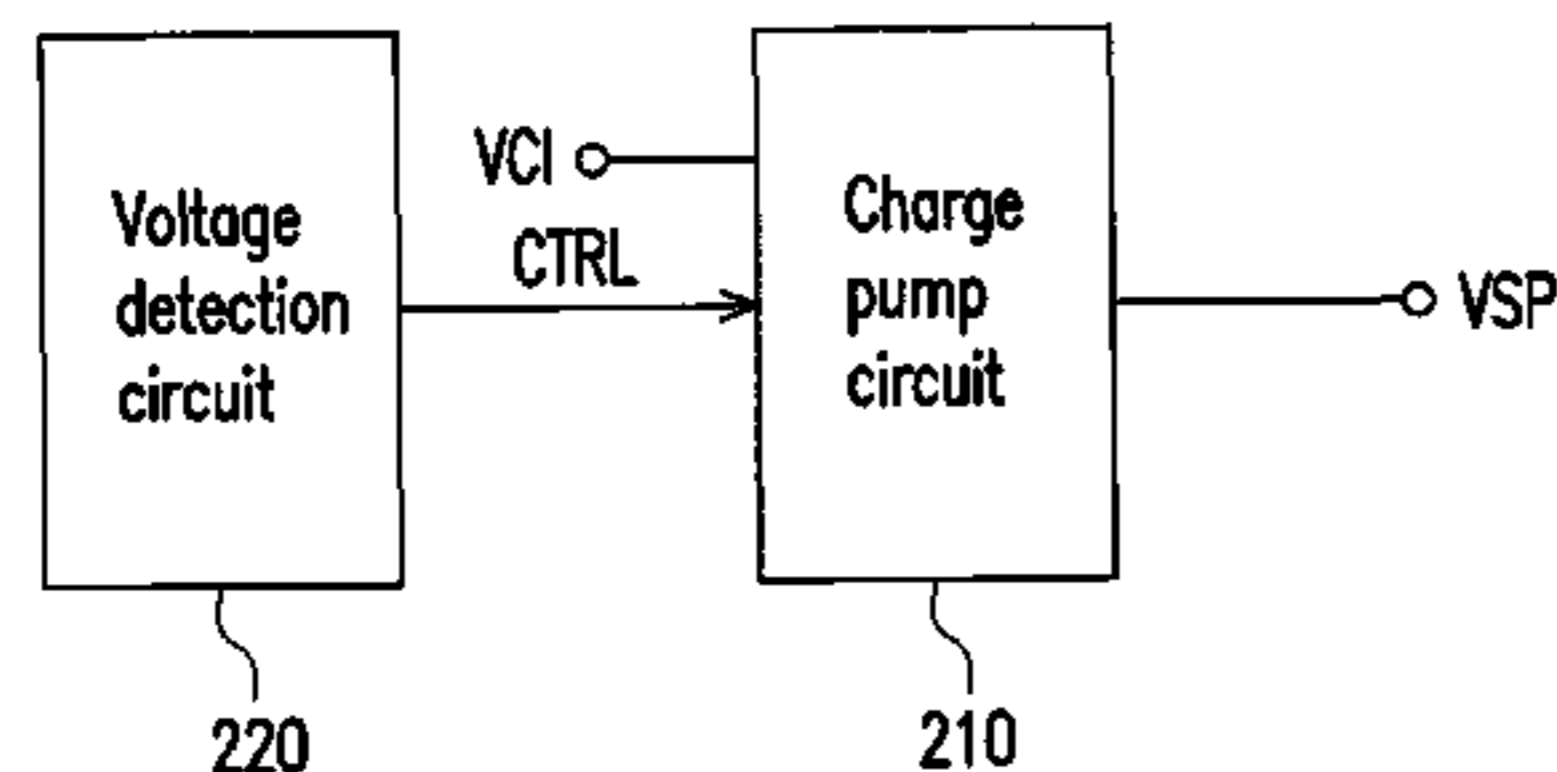 Voltage
detection
circuit
VCI
CTRL
Charge
pump
circuit
VSP
220
210